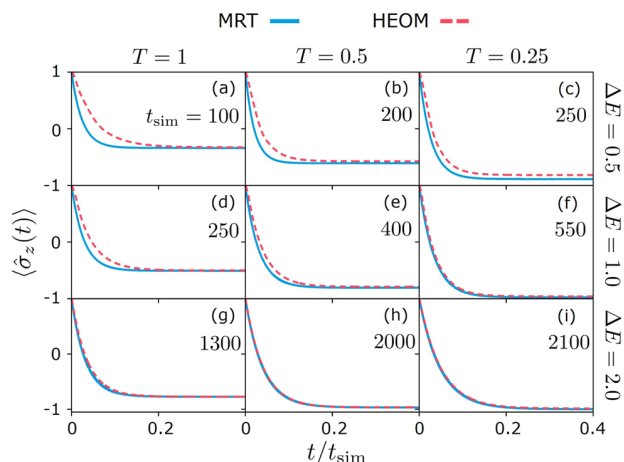 MRT HEOM
T = 1 T = 0.5 T = 0.25
1 (a) (b) (c)
t_sim = 100 200 250
0
-1
ΔE = 0.5
(d) (e) (f)
250 400 550
0
-1
ΔE = 1.0
(g) (h) (i)
1300 2000 2100
0
-1
ΔE = 2.0
⟨σ̂_z(t)⟩
0 0.2 0 0.2 0 0.2 0.4
t/t_sim